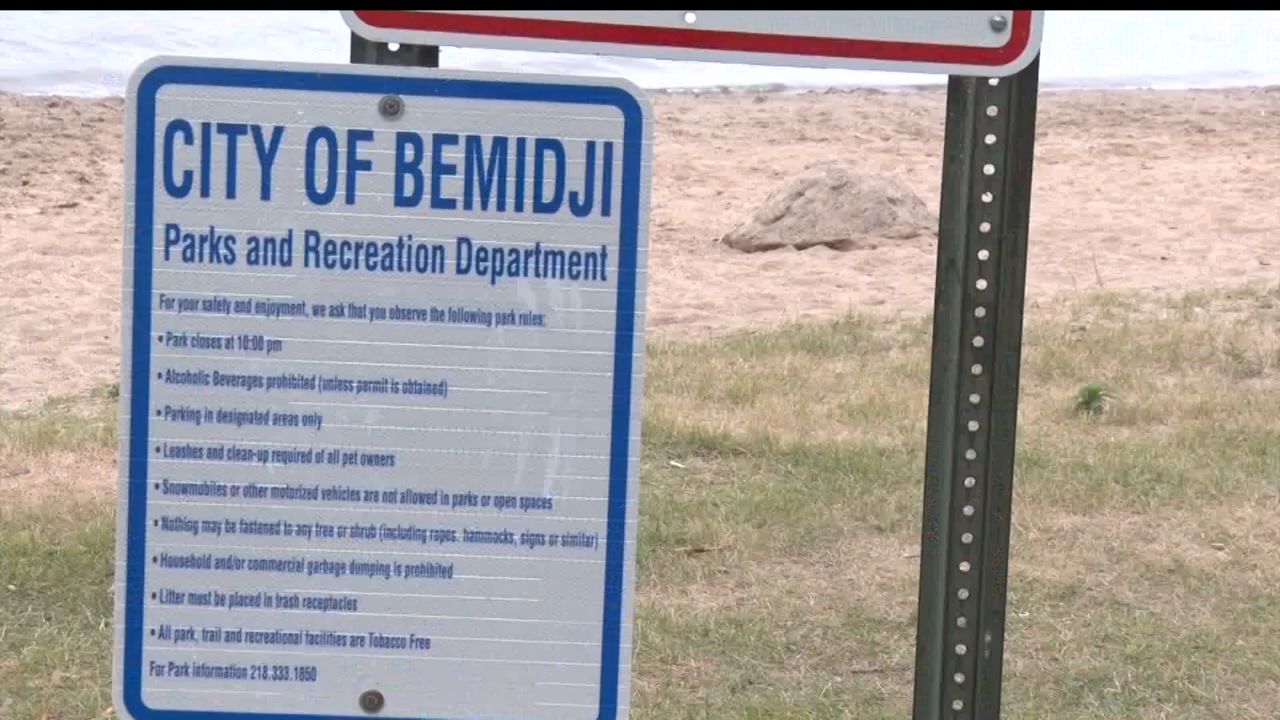 CITY OF BEMIDJI
Parks and Recreation Department
For your safety and enjoyment, we ask that you observe the following park rules:
• Park closes at 10:00 pm
• Alcoholic Beverages prohibited (unless permit is obtained)
• Parking in designated areas only
• Leashes and clean-up required of all pet owners
• Snowmobiles or other motorized vehicles are not allowed in parks or open spaces
• Nothing may be fastened to any tree or shrub (including ropes, hammocks, signs or similar)
• Household and/or commercial garbage dumping is prohibited
• Litter must be placed in trash receptacles
• All park, trail and recreational facilities are Tobacco Free
For Park information 218.333.1850